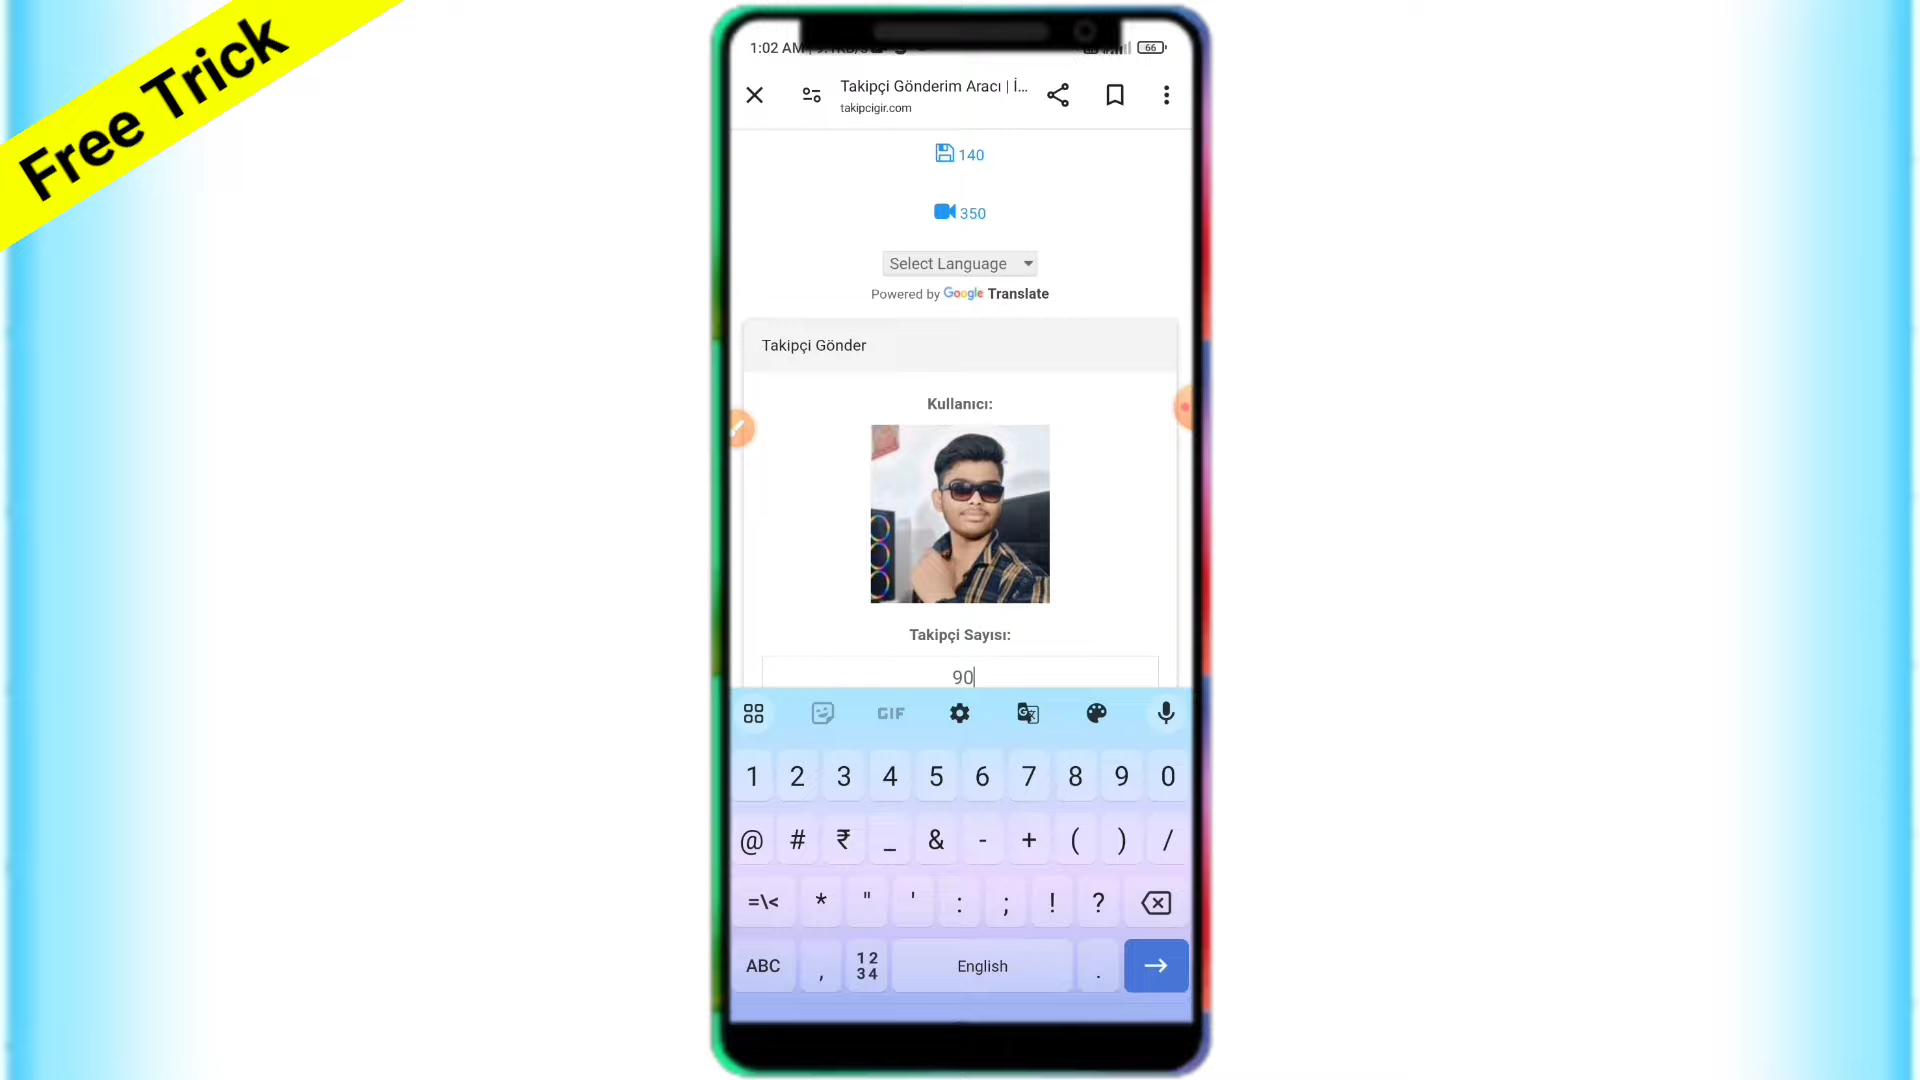 Free Trick
1:02 AM
66
Takipçi Gönderim Aracı | İ...
takipcigir.com
140
350
Select Language
Powered by Google Translate
Takipçi Gönder
Kullanıcı:
Takipçi Sayısı:
90
GIF
1 2 3 4 5 6 7 8 9 0
@ # ₹ _ & - + ( ) /
=\< * " ' : ; ! ?
ABC , 1 2 3 4 English .